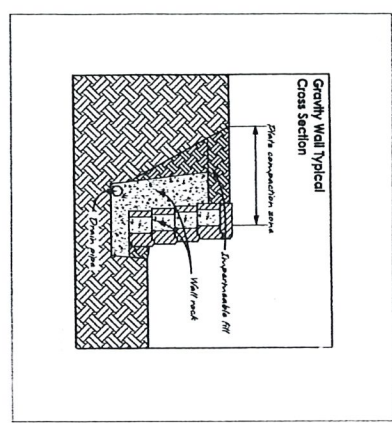 Gravity Wall Typical
Cross Section
Plate compaction zone
Impermeable fill
Wall rock
Drain pipe